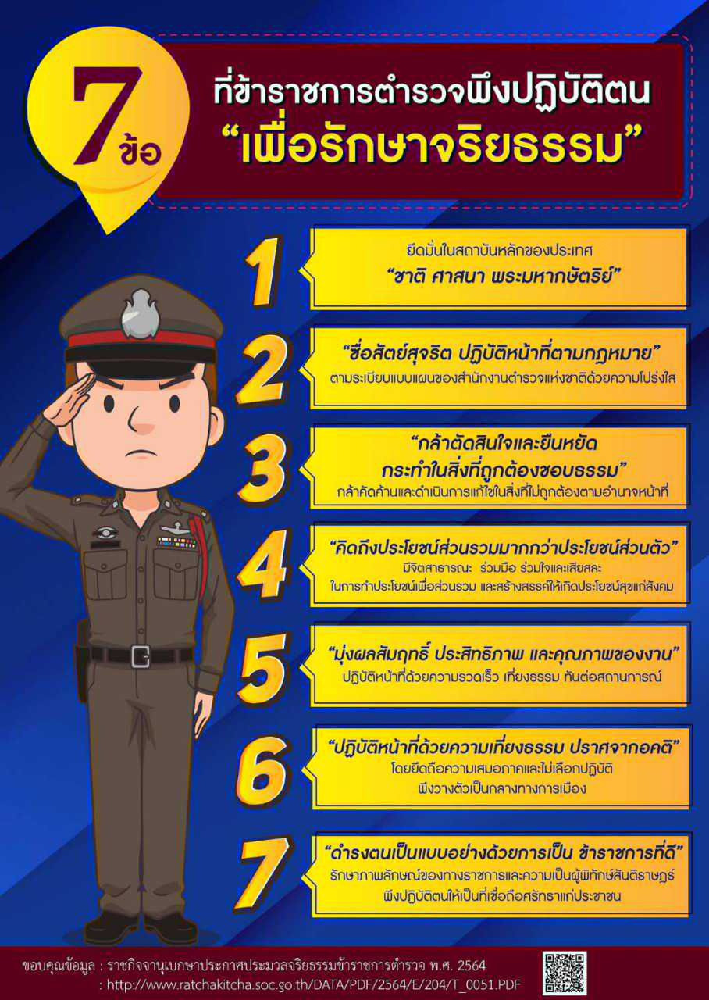 7 ข้อ
ที่ข้าราชการตำรวจพึงปฏิบัติตน
“เพื่อรักษาจริยธรรม”
1
ยึดมั่นในสถาบันหลักของประเทศ
“ชาติ ศาสนา พระมหากษัตริย์”
2
“ซื่อสัตย์สุจริต ปฏิบัติหน้าที่ตามกฎหมาย”
ตามระเบียบแบบแผนของสำนักงานตำรวจแห่งชาติด้วยความโปร่งใส
3
“กล้าตัดสินใจและยืนหยัด
กระทำในสิ่งที่ถูกต้องชอบธรรม”
กล้าคัดค้านและดำเนินการแก้ไขในสิ่งที่ไม่ถูกต้องตามอำนาจหน้าที่
4
“คิดถึงประโยชน์ส่วนรวมมากกว่าประโยชน์ส่วนตัว”
มีจิตสาธารณะ ร่วมมือ ร่วมใจและเสียสละ
ในการทำประโยชน์เพื่อส่วนรวม และสร้างสรรค์ให้เกิดประโยชน์สุขแก่สังคม
5
“มุ่งผลสัมฤทธิ์ ประสิทธิภาพ และคุณภาพของงาน”
ปฏิบัติหน้าที่ด้วยความรวดเร็ว เที่ยงธรรม ทันต่อสถานการณ์
6
“ปฏิบัติหน้าที่ด้วยความเที่ยงธรรม ปราศจากอคติ”
โดยยึดถือความเสมอภาคและไม่เลือกปฏิบัติ
พึงวางตัวเป็นกลางทางการเมือง
7
“ดำรงตนเป็นแบบอย่างด้วยการเป็น ข้าราชการที่ดี”
รักษาภาพลักษณ์ของทางราชการและความเป็นผู้พิทักษ์สันติราษฎร์
พึงปฏิบัติตนให้เป็นที่เชื่อถือศรัทธาแก่ประชาชน
ขอบคุณข้อมูล : ราชกิจจานุเบกษาประกาศประมวลจริยธรรมข้าราชการตำรวจ พ.ศ. 2564
: http://www.ratchakitcha.soc.go.th/DATA/PDF/2564/E/204/T_0051.PDF